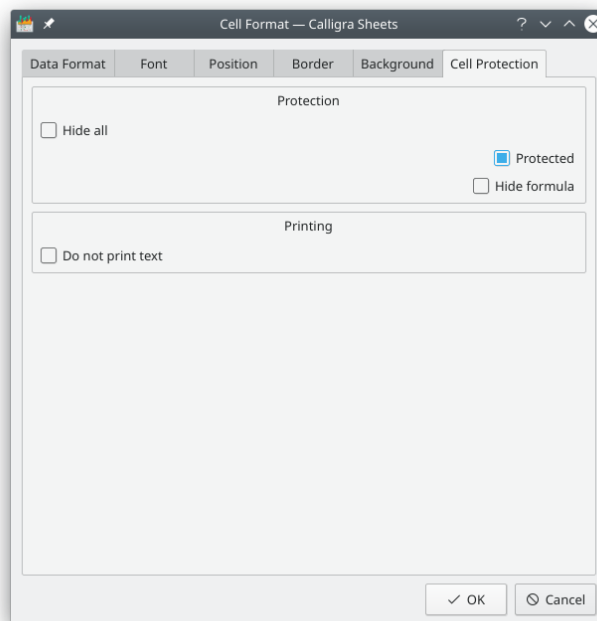 Cell Format — Calligra Sheets
Data Format Font Position Border Background Cell Protection
Protection
Hide all
Protected
Hide formula
Printing
Do not print text
OK Cancel